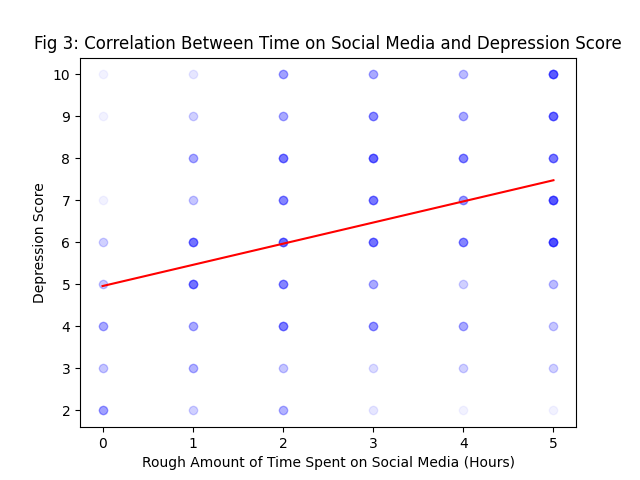 Fig 3: Correlation Between Time on Social Media and Depression Score
10
9
8
7
6
5
4
3
2
Depression Score
0 1 2 3 4 5
Rough Amount of Time Spent on Social Media (Hours)